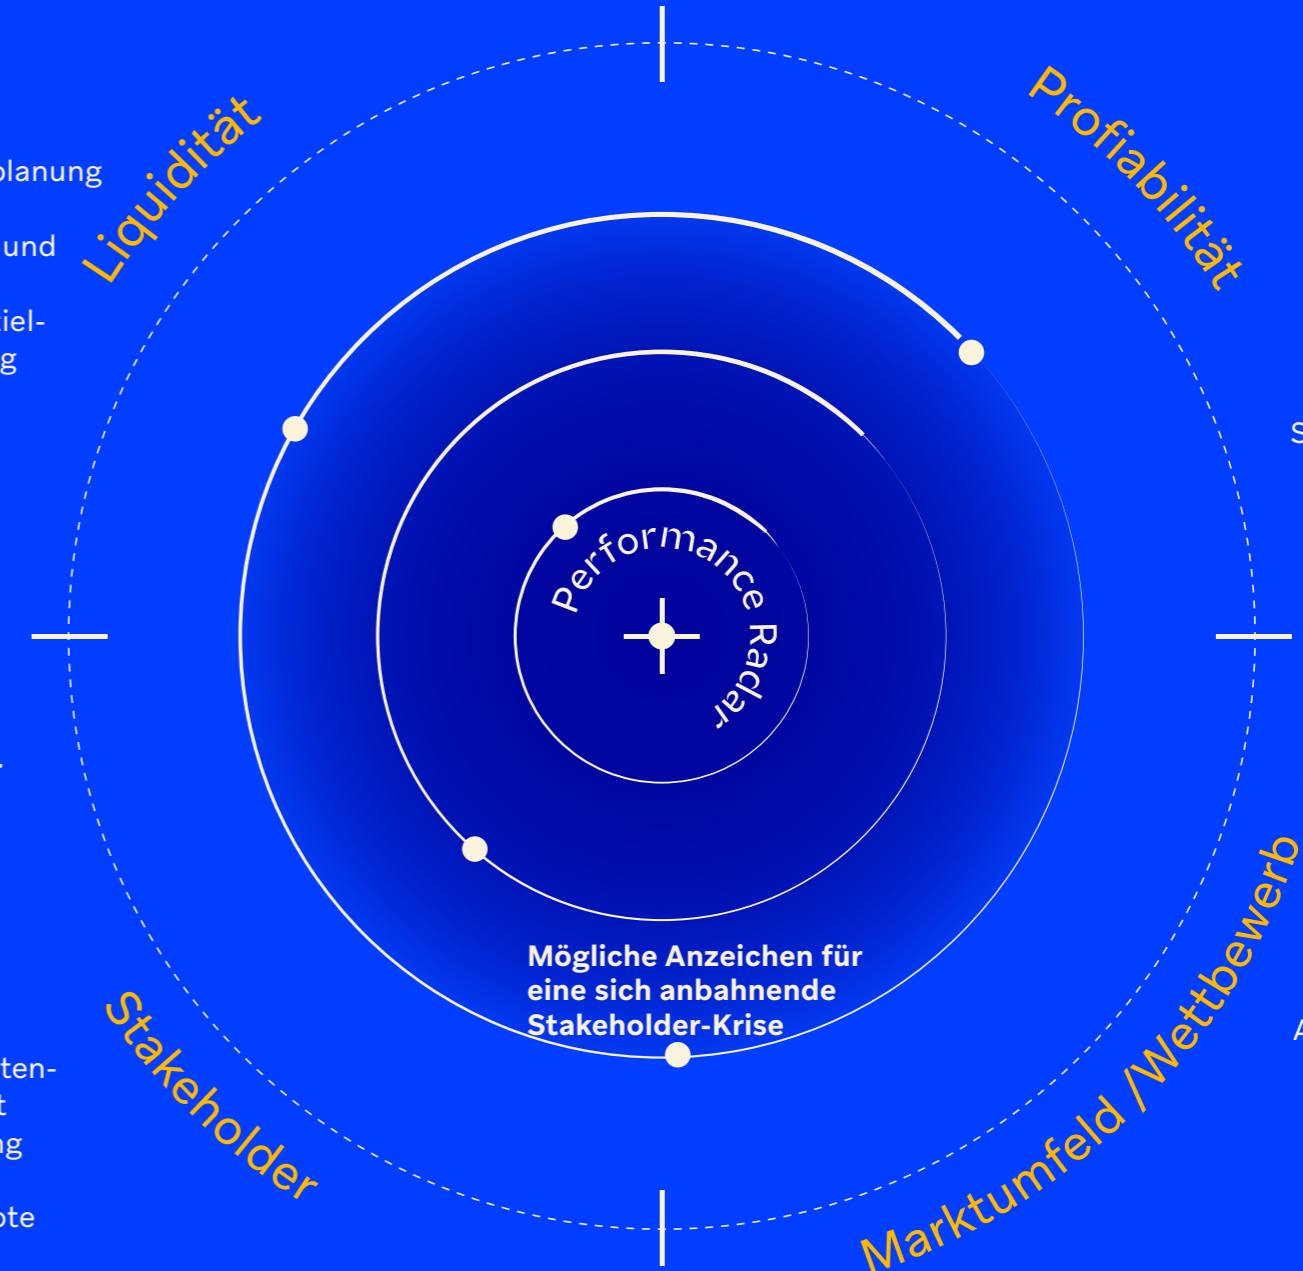 Liquidität
Profiabilität
planung
und
tiel-
g
S
Performance Radar
Mögliche Anzeichen für
eine sich anbahnende
Stakeholder-Krise
Stakeholder
Marktumfeld / Wettbewerb
A
ten-
t
ng
ote